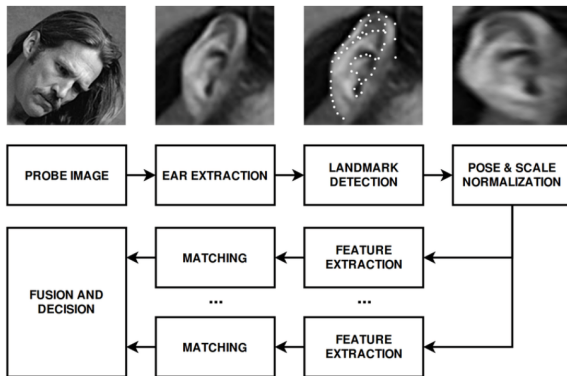 PROBE IMAGE
EAR EXTRACTION
LANDMARK
DETECTION
POSE & SCALE
NORMALIZATION
FUSION AND
DECISION
MATCHING
FEATURE
EXTRACTION
...
...
MATCHING
FEATURE
EXTRACTION